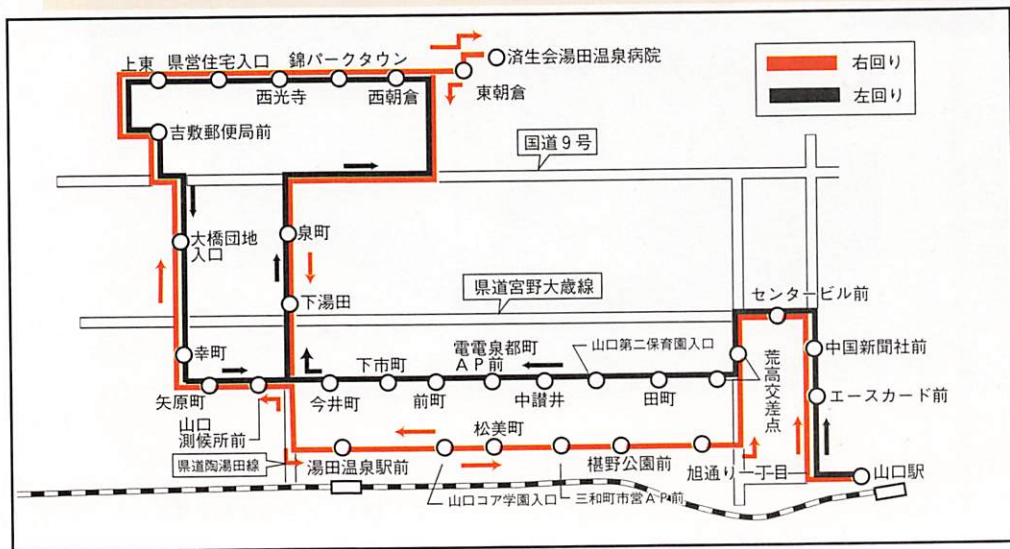 上東
県営住宅入口
錦パークタウン
済生会湯田温泉病院
西光寺
西朝倉
東朝倉
右回り
左回り
吉敷郵便局前
国道9号
大橋団地
入口
泉町
県道宮野大歳線
センタービル前
下湯田
幸町
下市町
電電泉都町
AP前
山口第二保育園入口
荒高交差点
中国新聞社前
矢原町
今井町
前町
中讃井
田町
エースカード前
山口
測候所前
松美町
県道陶湯田線
湯田温泉駅前
椹野公園前
旭通り一丁目
山口駅
山口コア学園入口
三和町市営AP前